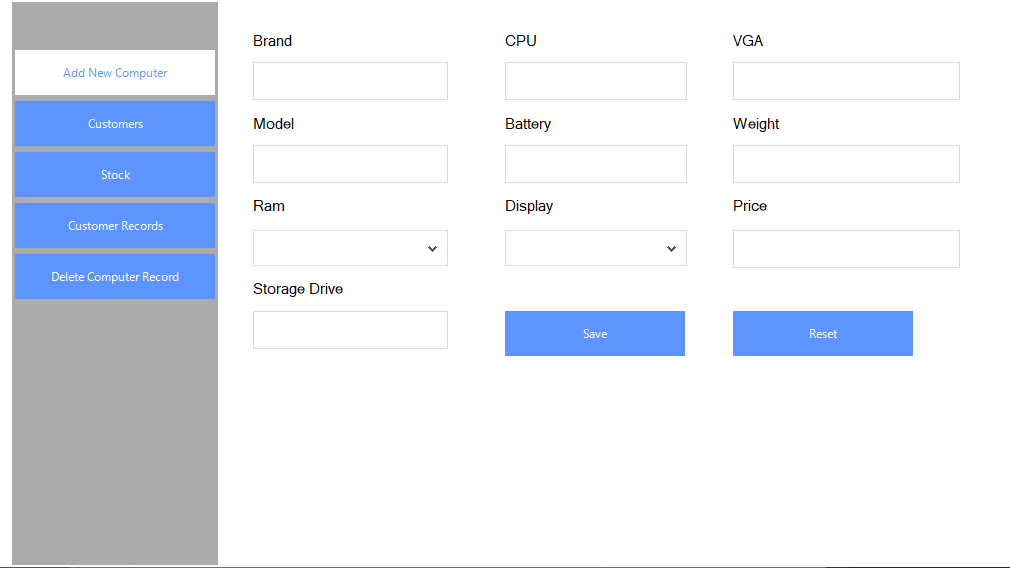 Add New Computer
Customers
Stock
Customer Records
Delete Computer Record
Brand
CPU
VGA
Model
Battery
Weight
Ram
Display
Price
Storage Drive
Save
Reset